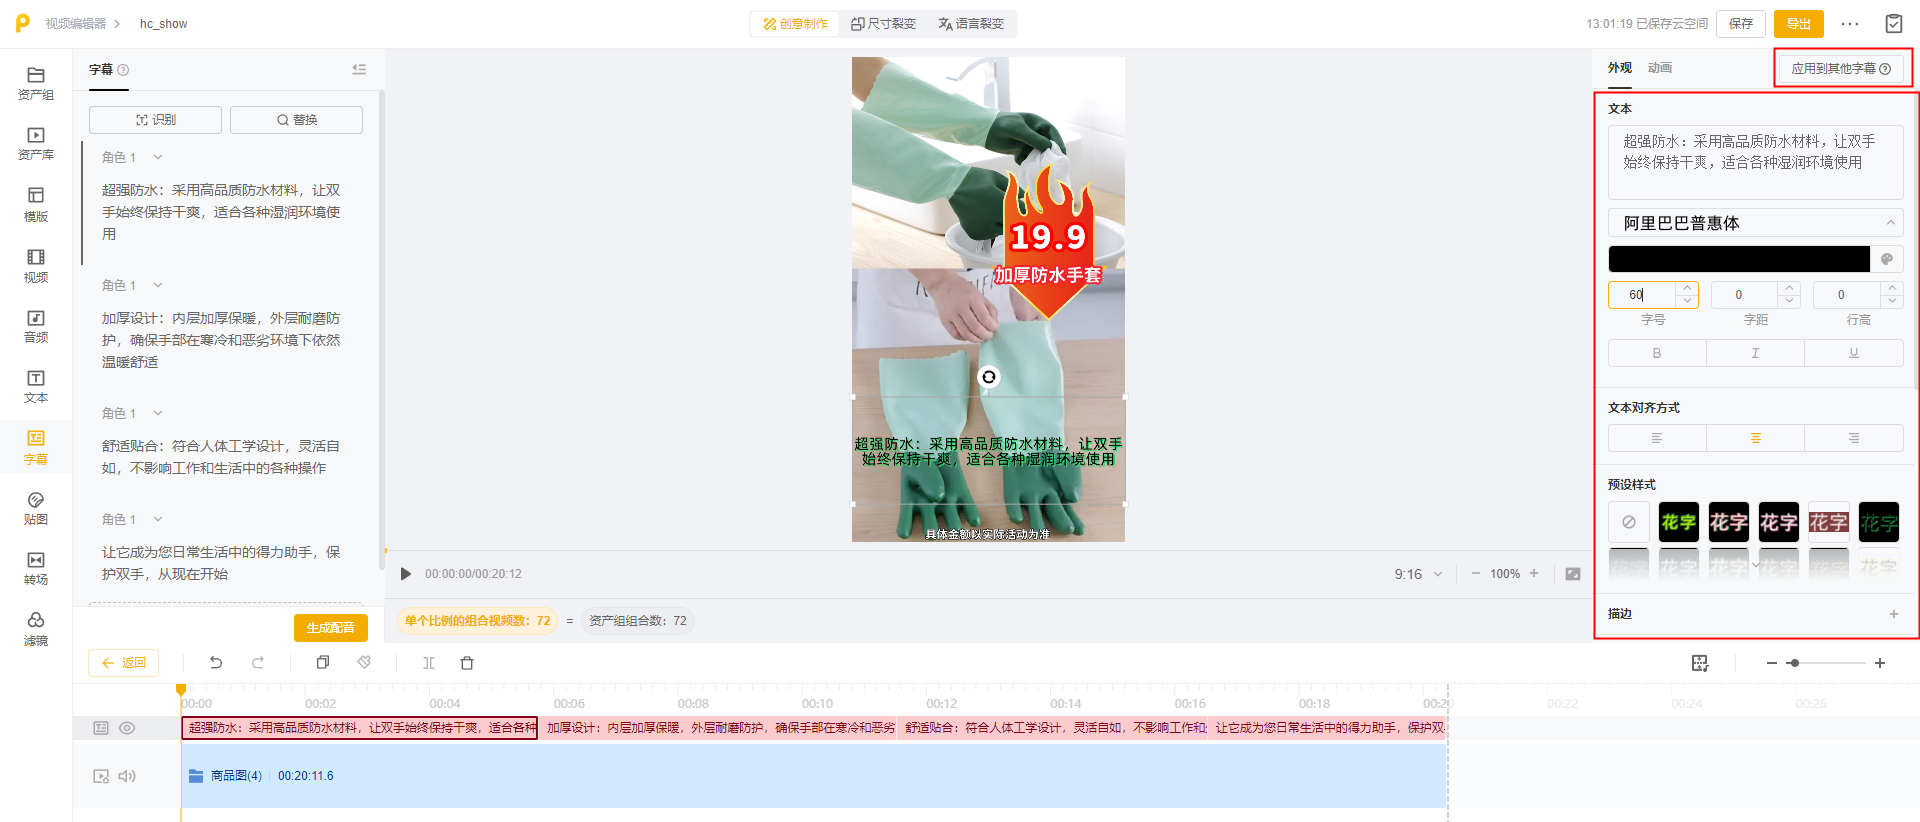 视频编辑器 > hc_show
创意制作 尺寸裂变 语言裂变
13:01:19 已保存云空间 保存 导出
资产组
资产库
模版
视频
音频
文本
字幕
贴图
转场
滤镜
字幕
识别 替换
角色 1
超强防水：采用高品质防水材料，让双
手始终保持干爽，适合各种湿润环境使
用
角色 1
加厚设计：内层加厚保暖，外层耐磨防
护，确保手部在寒冷和恶劣环境下依然
温暖舒适
角色 1
舒适贴合：符合人体工学设计，灵活自
如，不影响工作和生活中的各种操作
角色 1
让它成为您日常生活中的得力助手，保
护双手，从现在开始
生成配音
19.9
加厚防水手套
超强防水：采用高品质防水材料，让双手
始终保持干爽，适合各种湿润环境使用
具体金额以实际活动为准
00:00:00/00:20:12
9:16 100%
单个比例的组合视频数：72 = 资产组组合数：72
外观 动画 应用到其他字幕
文本
超强防水：采用高品质防水材料，让双手
始终保持干爽，适合各种湿润环境使用
阿里巴巴普惠体
60 0 0
字号 字距 行高
B I U
文本对齐方式
预设样式
花字 花字 花字 花字 花字
花字 花字 花字 花字 花字 花字
描边
返回
00:00 00:02 00:04 00:06 00:08 00:10 00:12 00:14 00:16 00:18 00:20 00:22 00:24 00:26
超强防水：采用高品质防水材料，让双手始终保持干爽，适合各种 加厚设计：内层加厚保暖，外层耐磨防护，确保手部在寒冷和恶劣 舒适贴合：符合人体工学设计，灵活自如，不影响工作和 让它成为您日常生活中的得力助手，保护双
商品图(4) 00:20:11.6